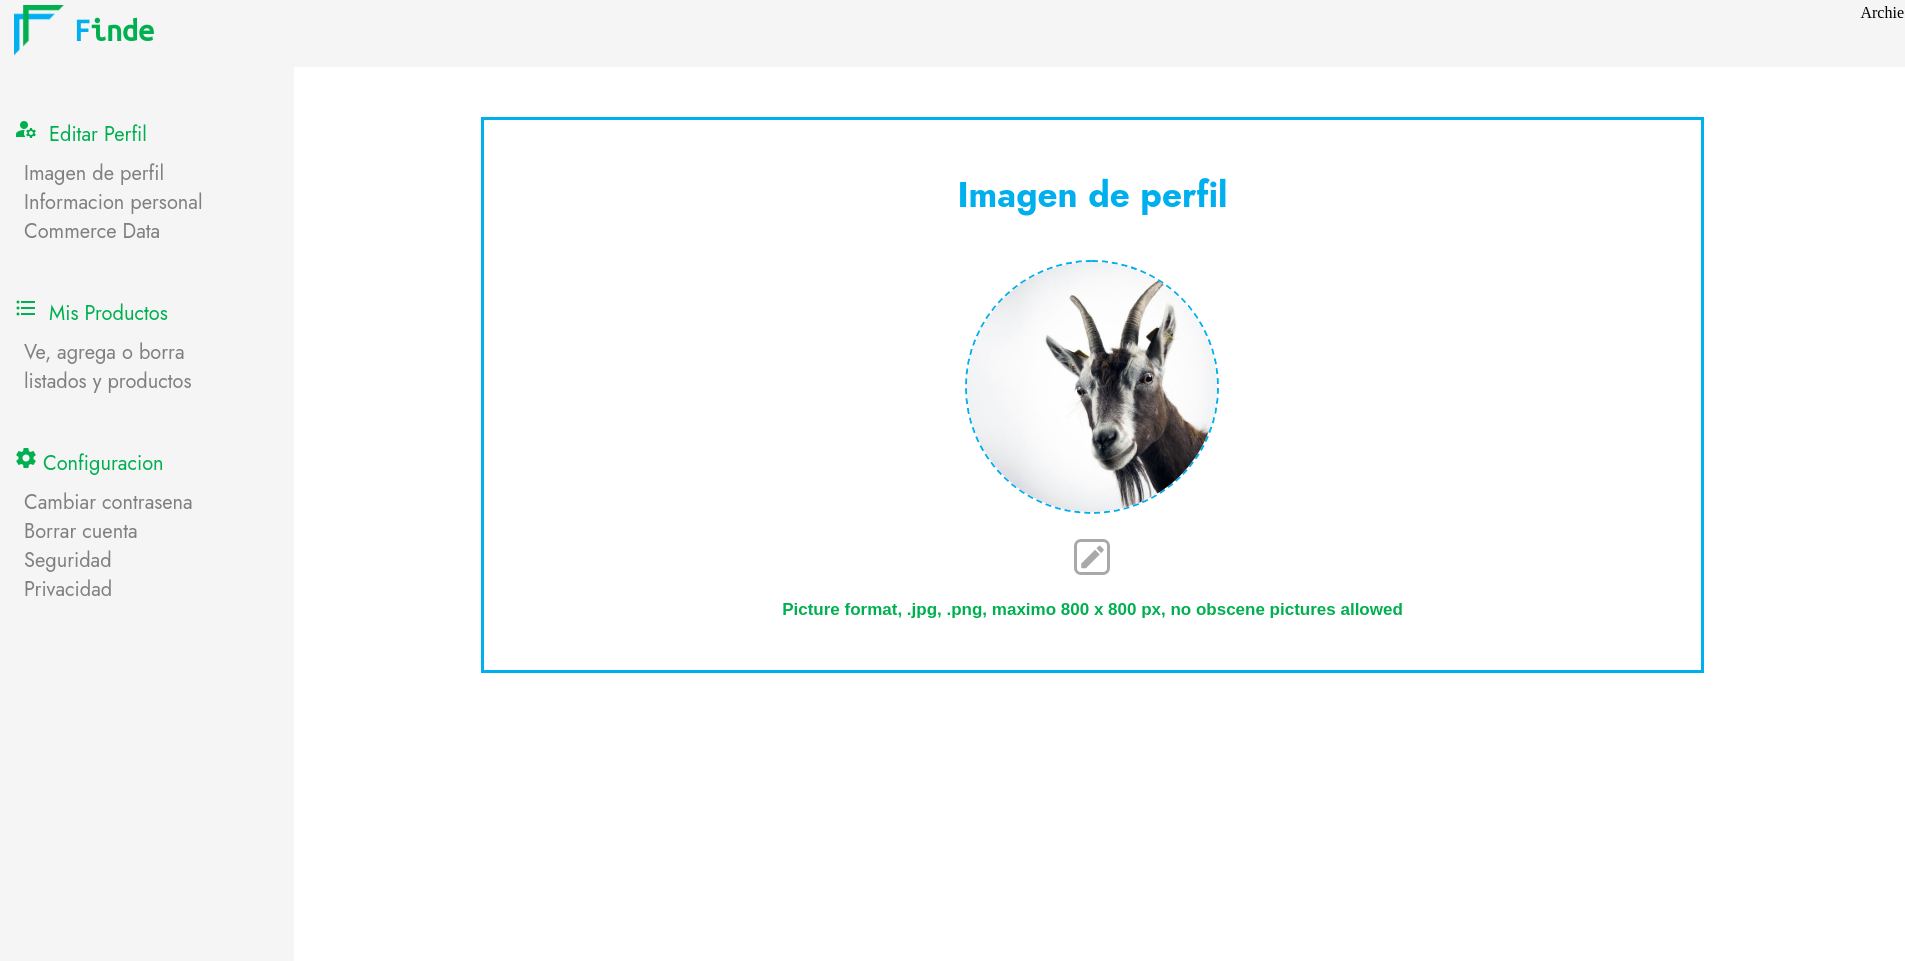 Finde
Archie
Editar Perfil
Imagen de perfil
Informacion personal
Commerce Data
Mis Productos
Ve, agrega o borra
listados y productos
Configuracion
Cambiar contrasena
Borrar cuenta
Seguridad
Privacidad
Imagen de perfil
Picture format, .jpg, .png, maximo 800 x 800 px, no obscene pictures allowed